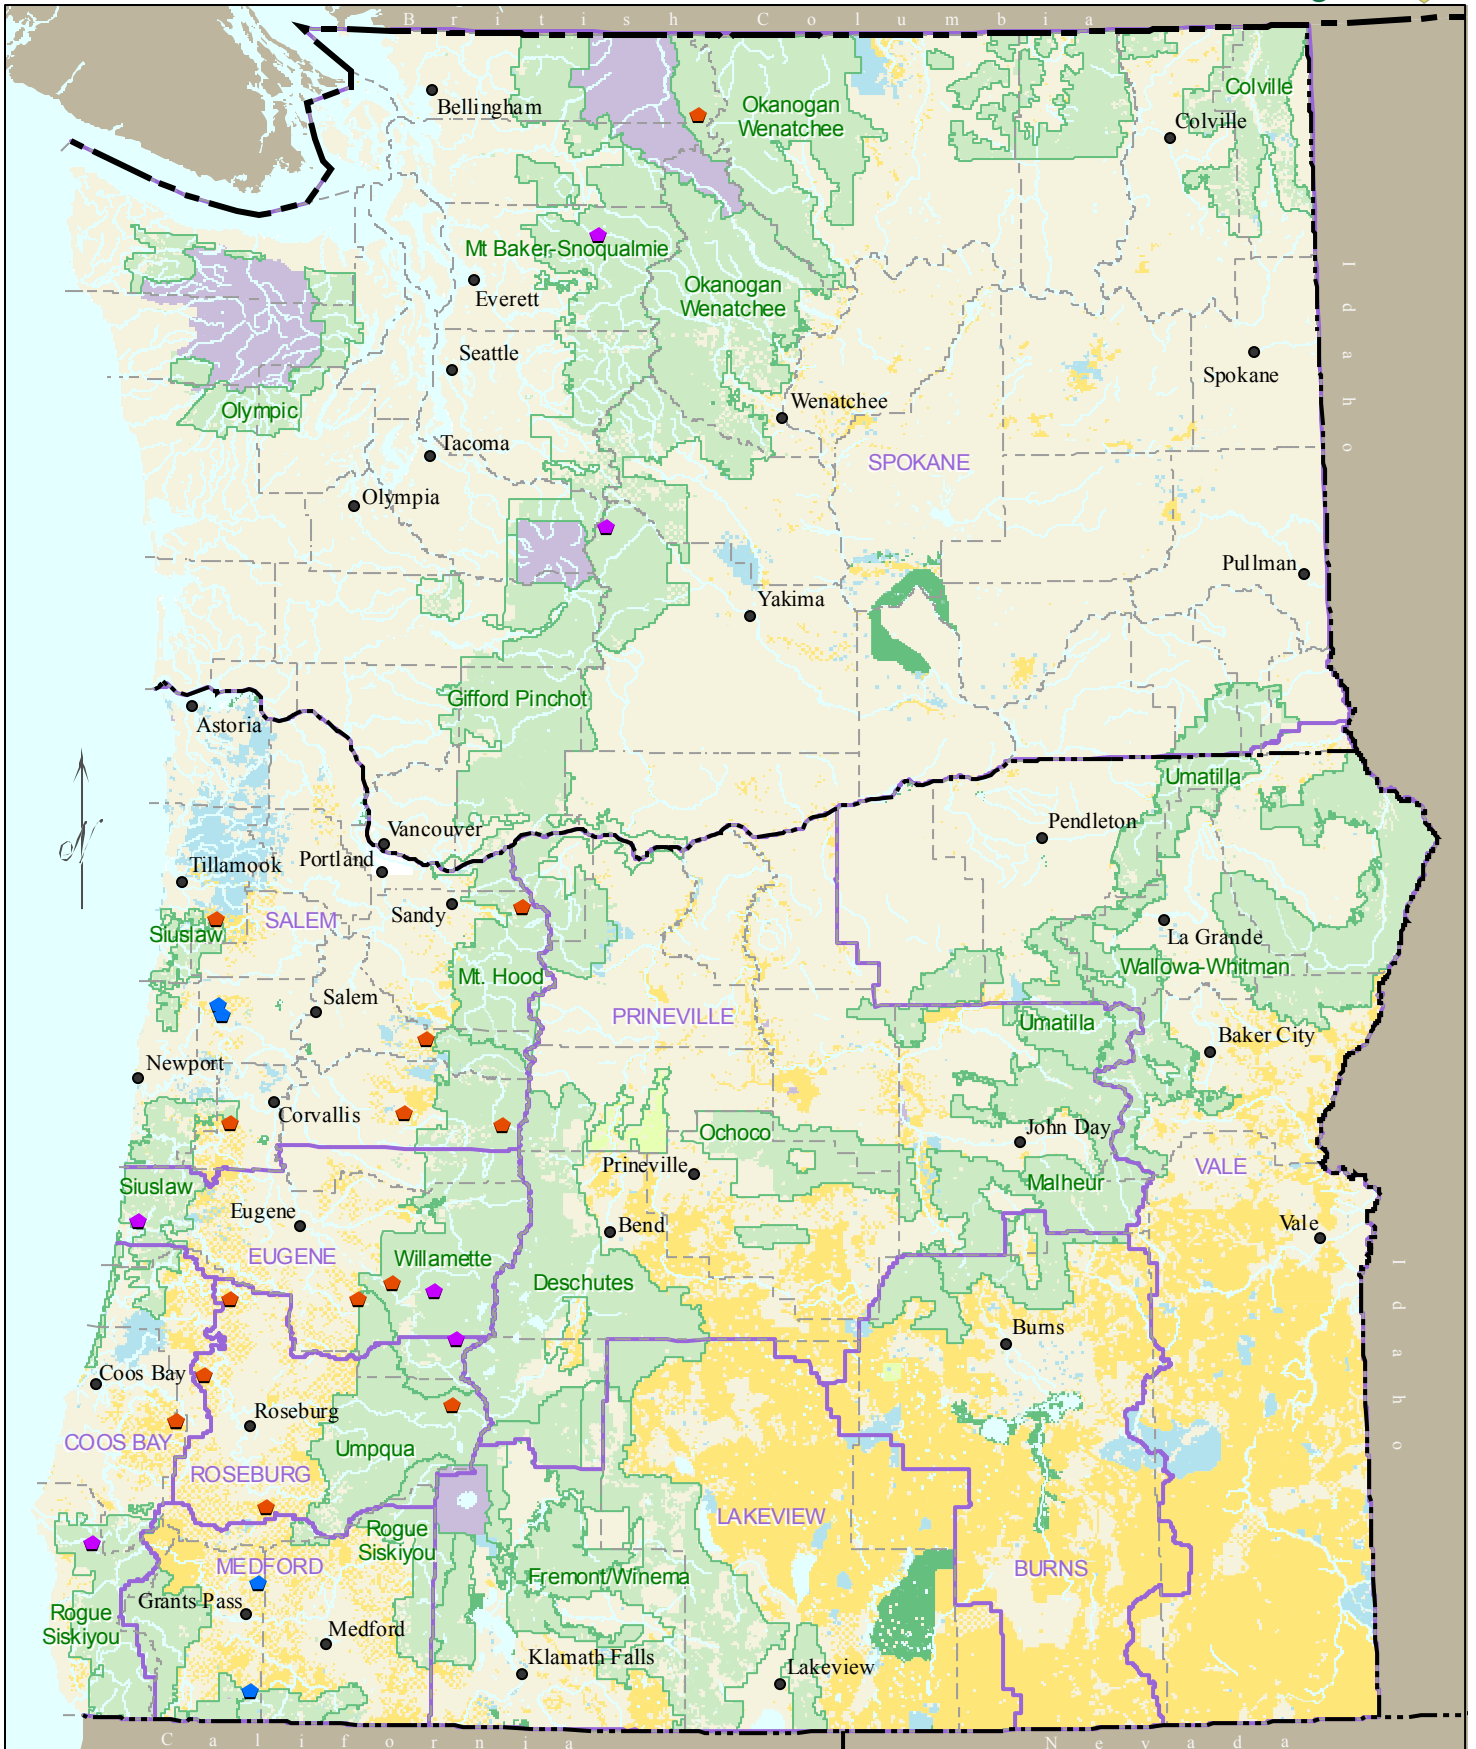 British Columbia
Bellingham
Okanogan
Wenatchee
Colville
Colville
Mt Baker-Snoqualmie
Everett
Okanogan
Wenatchee
Idaho
Seattle
Spokane
Olympic
Wenatchee
Tacoma
SPOKANE
Olympia
Pullman
Yakima
Gifford Pinchot
Astoria
Umatilla
Vancouver
Pendleton
N
Tillamook
Portland
Sandy
SALEM
Siuslaw
La Grande
Wallowa-Whitman
Mt. Hood
Salem
PRINEVILLE
Umatilla
Baker City
Newport
Corvallis
Ochoco
John Day
Prineville
VALE
Siuslaw
Malheur
Eugene
Bend
Vale
EUGENE
Willamette
Deschutes
Idaho
Burns
Coos Bay
Roseburg
COOS BAY
Umpqua
ROSEBURG
LAKEVIEW
Rogue
Siskiyou
MEDFORD
Fremont/Winema
BURNS
Grants Pass
Rogue
Siskiyou
Medford
Klamath Falls
Lakeview
California
Nevada